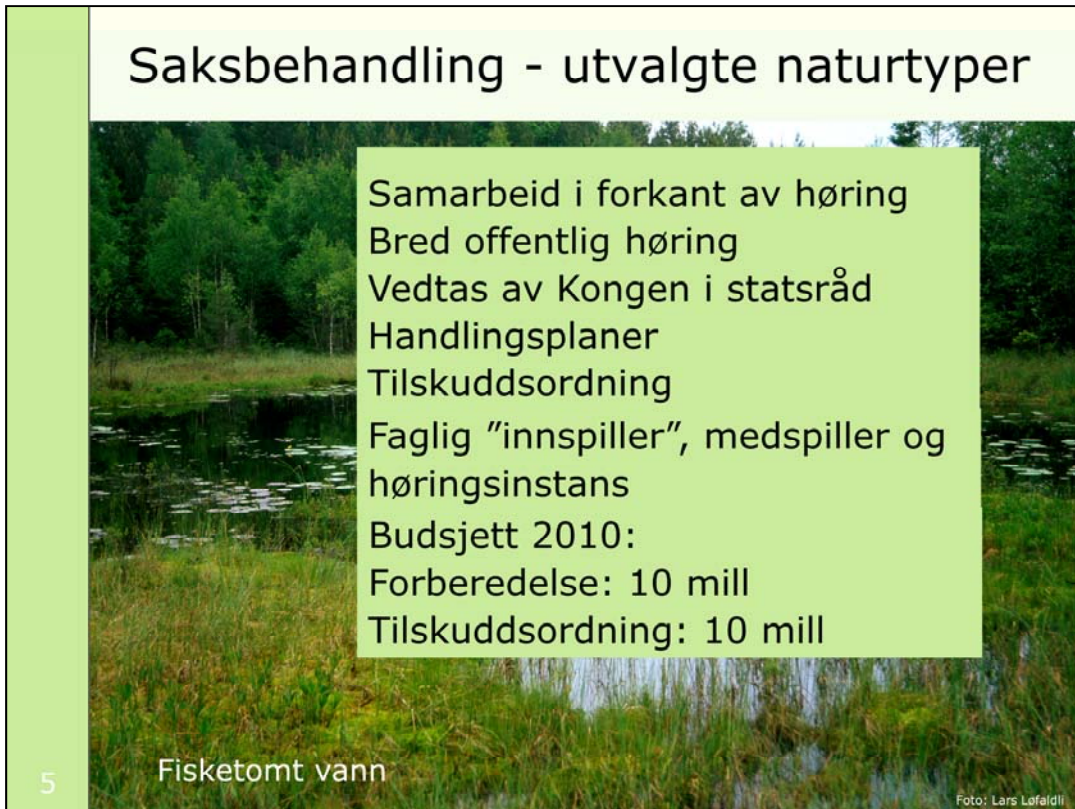 Saksbehandling - utvalgte naturtyper
Samarbeid i forkant av høring
Bred offentlig høring
Vedtas av Kongen i statsråd
Handlingsplaner
Tilskuddsordning
Faglig ”innspiller”, medspiller og
høringsinstans
Budsjett 2010:
Forberedelse: 10 mill
Tilskuddsordning: 10 mill
Fisketomt vann
5
Foto: Lars Løfaldli